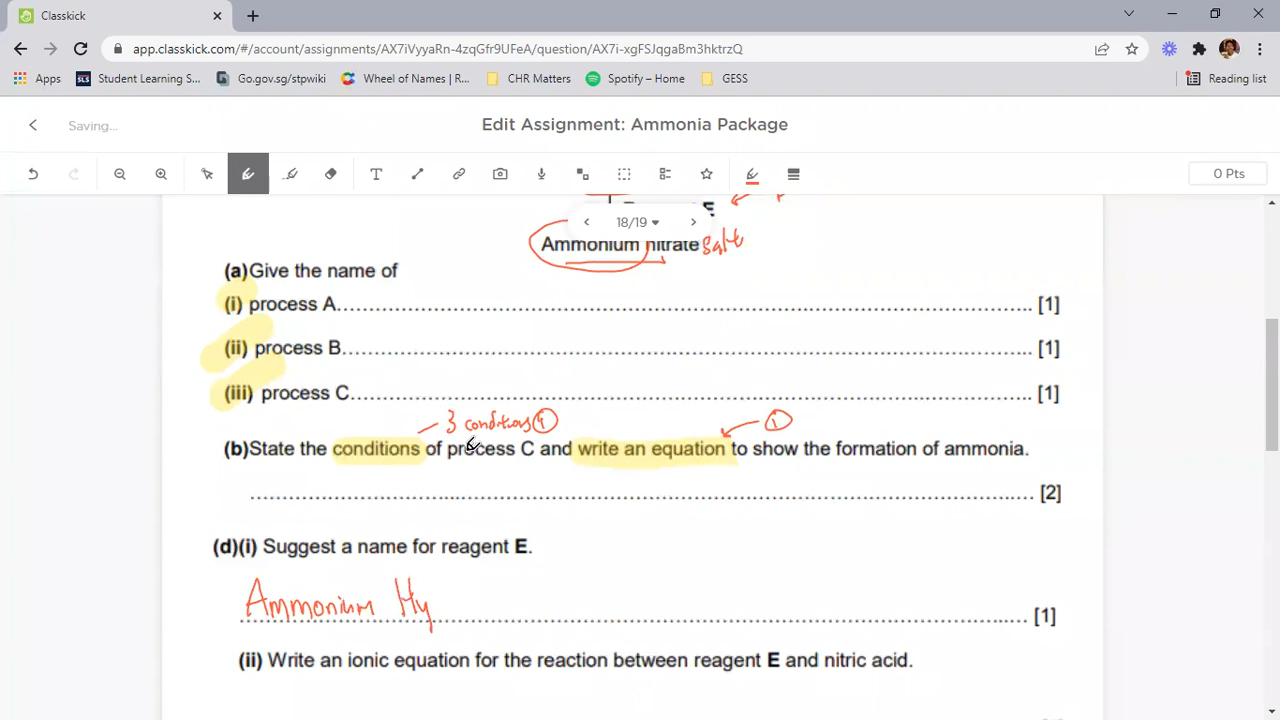 Classkick
app.classkick.com/#/account/assignments/AX7iVyyaRn-4zqGfr9UFeA/question/AX7i-xgFSJqgaBm3hktrzQ
Apps Student Learning S... Go.gov.sg/stpwiki Wheel of Names | R... CHR Matters Spotify – Home GESS Reading list
Saving... Edit Assignment: Ammonia Package
T 0 Pts
E
18/19
Ammonium nitrate salt
(a)Give the name of
(i) process A.................................................. [1]
(ii) process B.................................................. [1]
(iii) process C.................................................. [1]
3 conditions 1 1
(b)State the conditions of process C and write an equation to show the formation of ammonia.
.................................................. [2]
(d)(i) Suggest a name for reagent E.
Ammonium Hy
.................................................. [1]
(ii) Write an ionic equation for the reaction between reagent E and nitric acid.